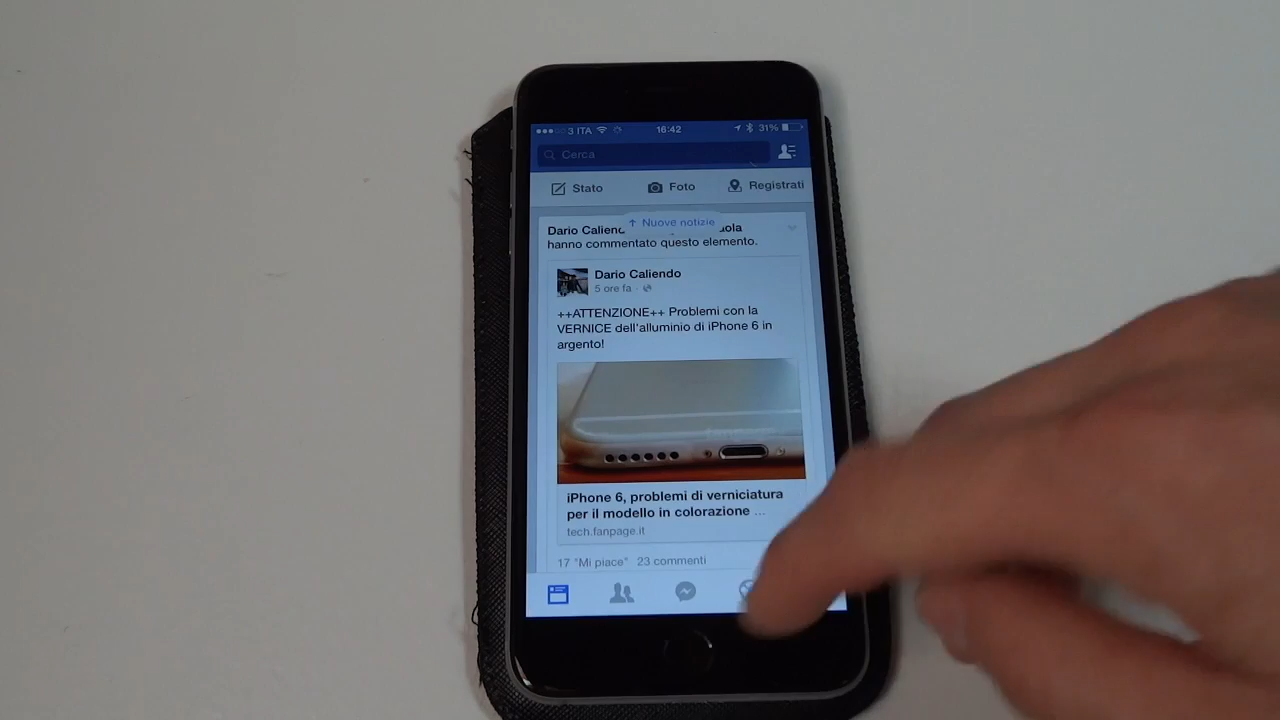 3 ITA 16:42 31%
Cerca
Stato Foto Registrati
↑ Nuove notizie
Dario
hanno commentato questo elemento.
Dario Caliendo
5 ore fa ·
++ATTENZIONE++ Problemi con la
VERNICE dell'alluminio di iPhone 6 in
argento!
iPhone 6, problemi di verniciatura
per il modello in colorazione ...
tech.fanpage.it
17 "Mi piace" 23 commenti